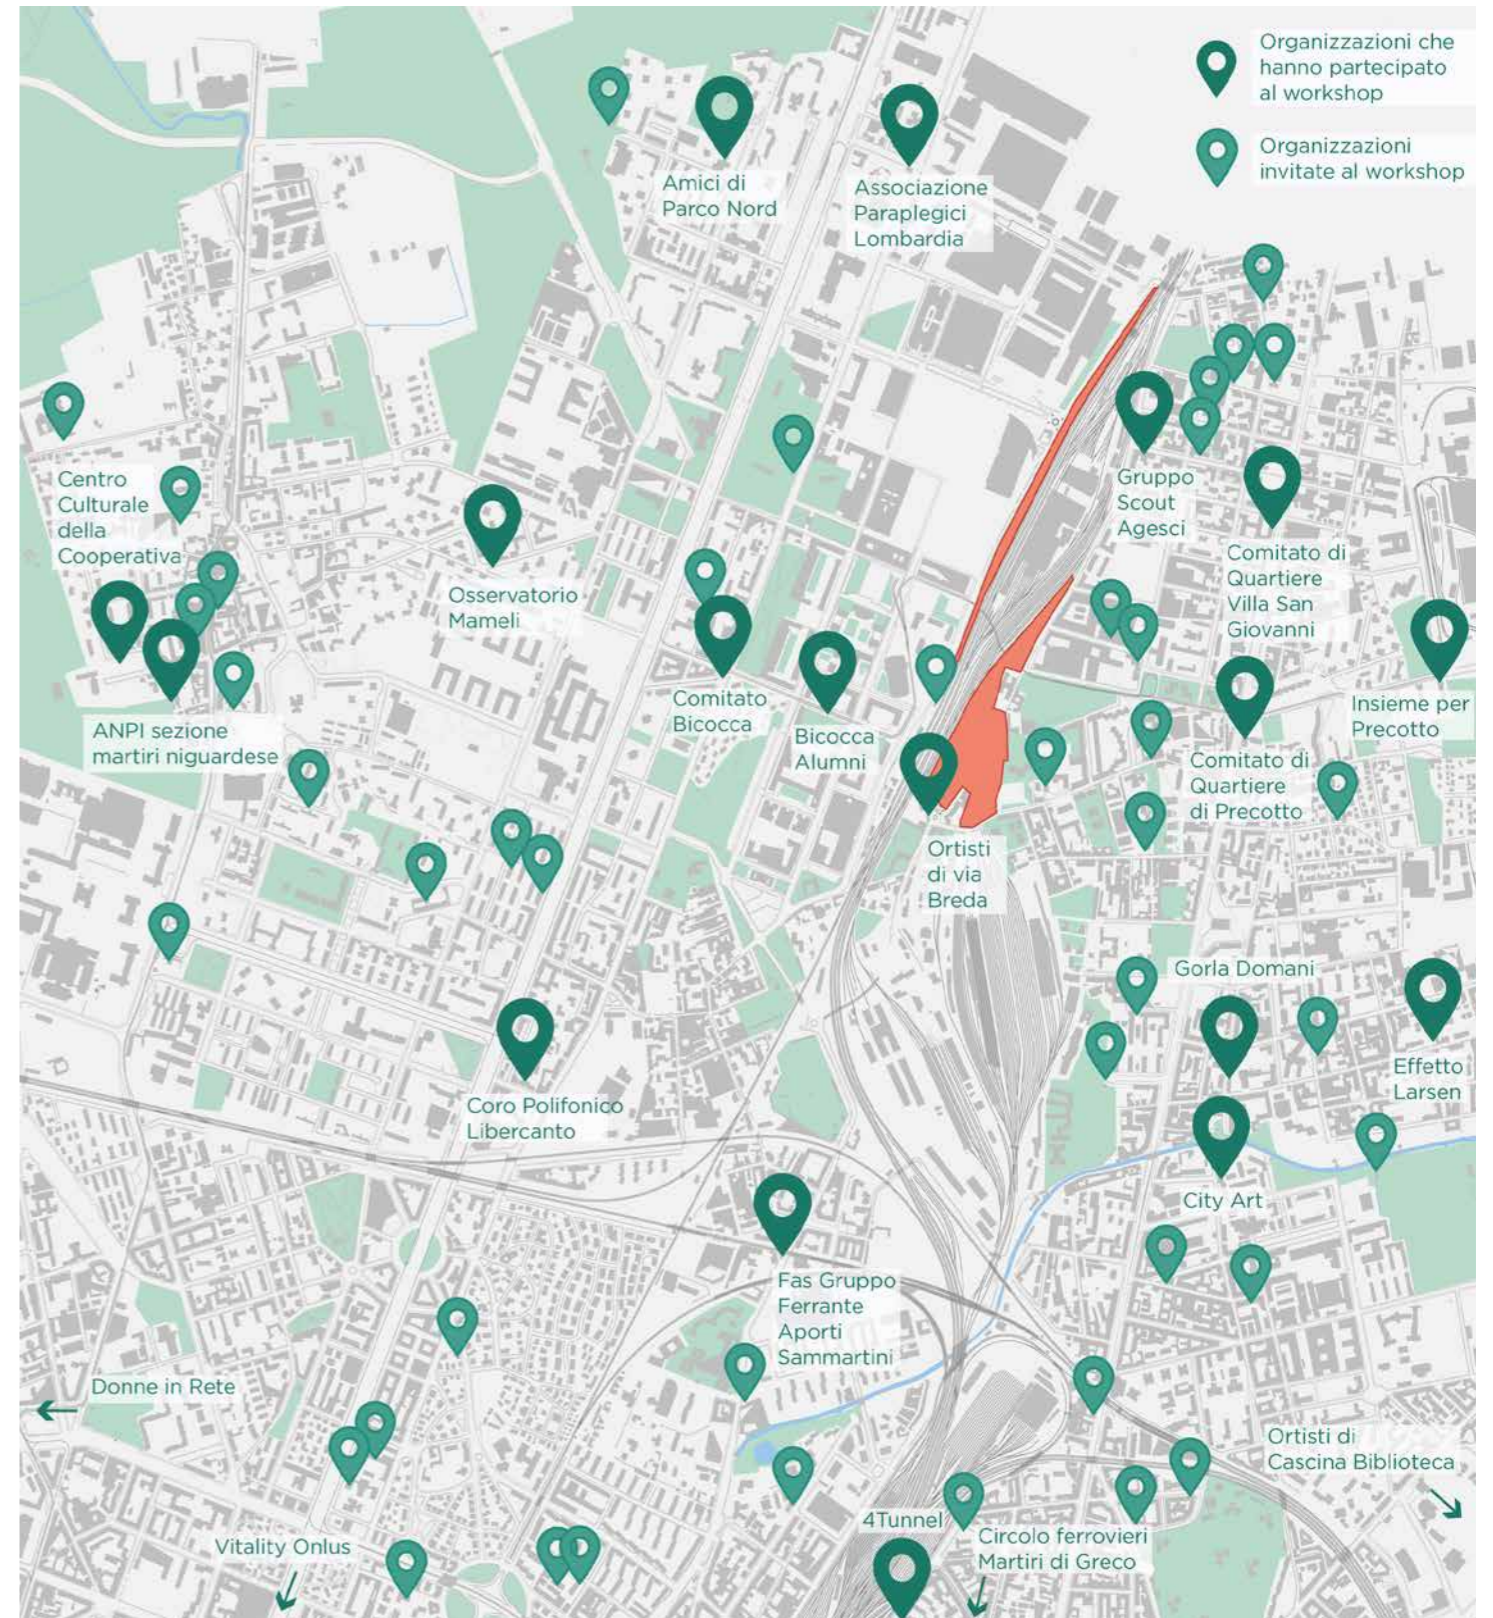 Organizzazioni che
hanno partecipato
al workshop
Organizzazioni
invitate al workshop
Amici di
Parco Nord
Associazione
Paraplegici
Lombardia
Centro
Culturale
della
Cooperativa
Osservatorio
Mameli
Gruppo
Scout
Agesci
Comitato di
Quartiere
Villa San
Giovanni
ANPI sezione
martiri niguardese
Comitato
Bicocca
Bicocca
Alumni
Insieme per
Precotto
Comitato di
Quartiere
di Precotto
Ortisti
di via
Breda
Gorla Domani
Effetto
Larsen
Coro Polifonico
Libercanto
City Art
Fas Gruppo
Ferrante
Aporti
Sammartini
Donne in Rete
Ortisti di
Cascina Biblioteca
4Tunnel
Circolo ferrovieri
Martiri di Greco
Vitality Onlus